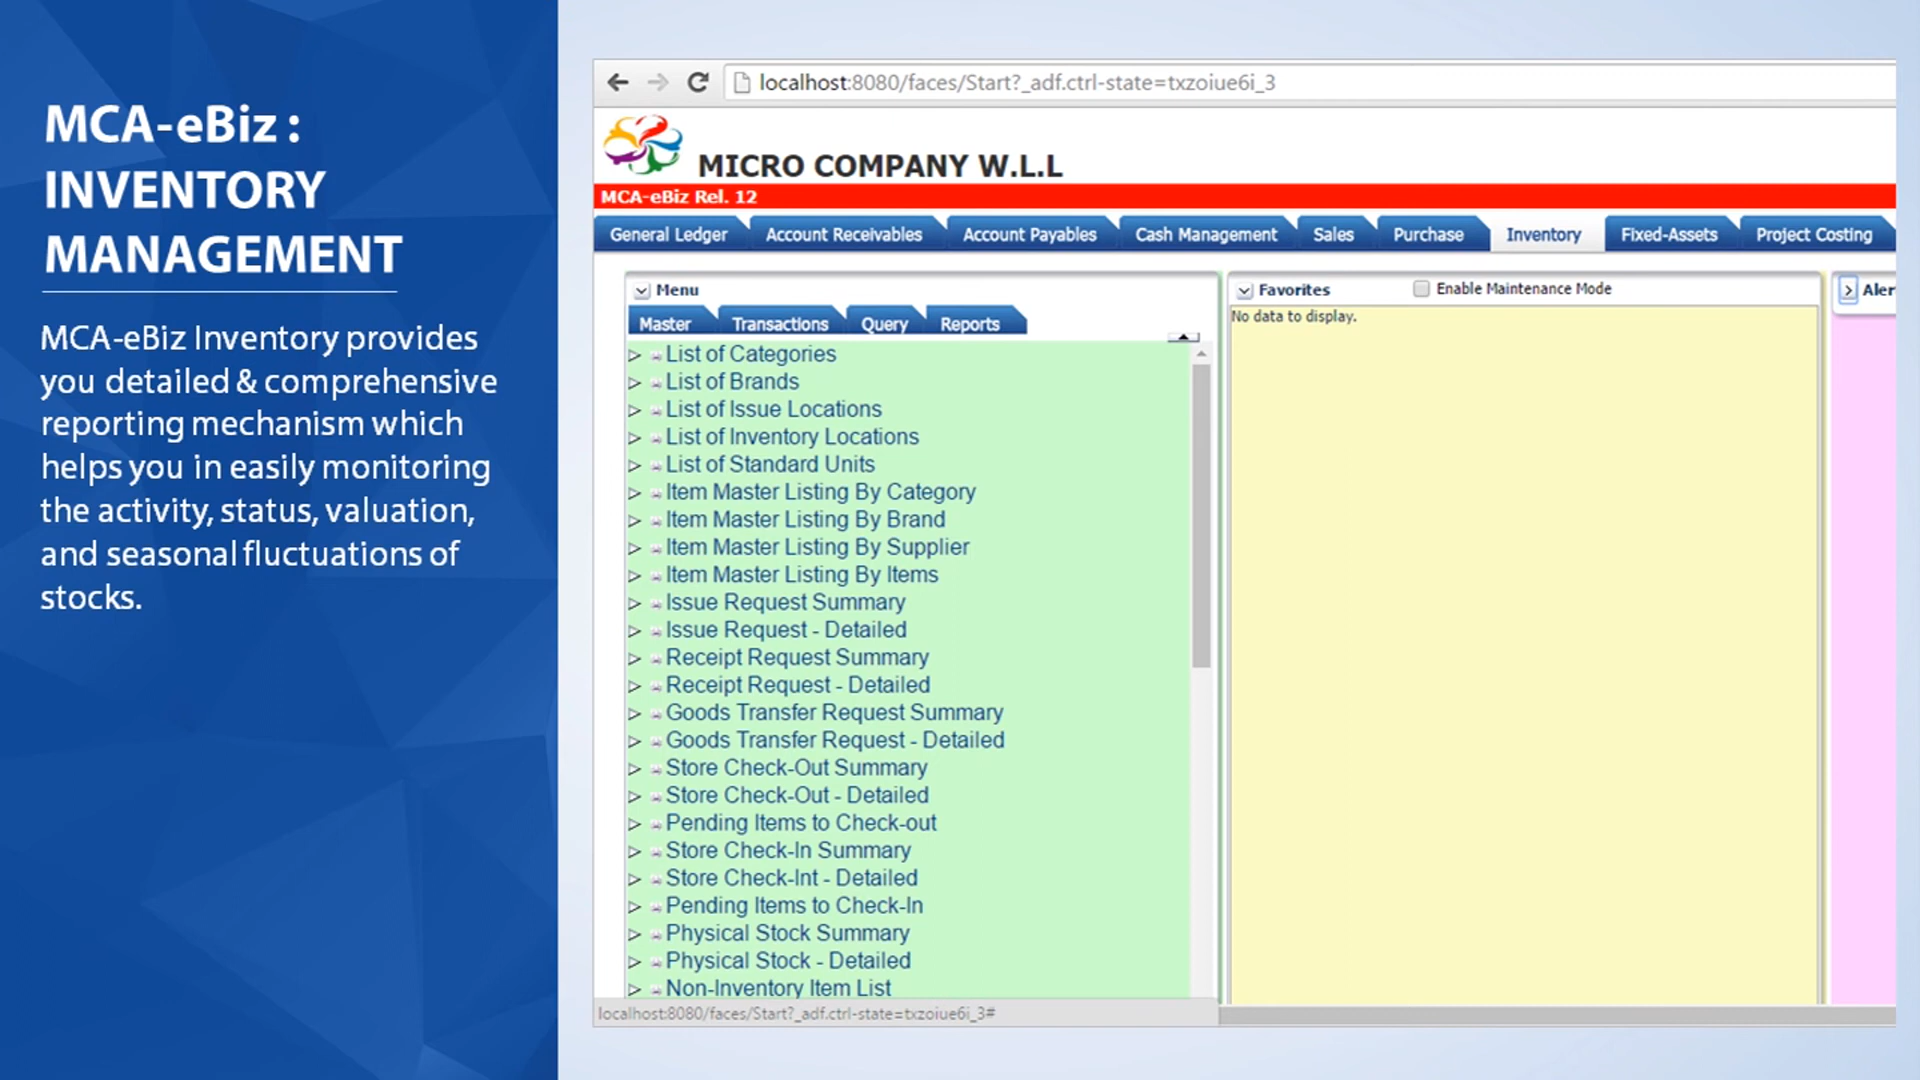 MCA-eBiz :
INVENTORY
MANAGEMENT
MCA-eBiz Inventory provides
you detailed & comprehensive
reporting mechanism which
helps you in easily monitoring
the activity, status, valuation,
and seasonal fluctuations of
stocks.
localhost:8080/faces/Start?_adf.ctrl-state=txzoiue6i_3
MICRO COMPANY W.L.L
MCA-eBiz Rel. 12
General Ledger Account Receivables Account Payables Cash Management Sales Purchase Inventory Fixed-Assets Project Costing
Menu
Master Transactions Query Reports
List of Categories
List of Brands
List of Issue Locations
List of Inventory Locations
List of Standard Units
Item Master Listing By Category
Item Master Listing By Brand
Item Master Listing By Supplier
Item Master Listing By Items
Issue Request Summary
Issue Request - Detailed
Receipt Request Summary
Receipt Request - Detailed
Goods Transfer Request Summary
Goods Transfer Request - Detailed
Store Check-Out Summary
Store Check-Out - Detailed
Pending Items to Check-out
Store Check-In Summary
Store Check-Int - Detailed
Pending Items to Check-In
Physical Stock Summary
Physical Stock - Detailed
Non-Inventory Item List
Favorites Enable Maintenance Mode
No data to display.
Aler
localhost:8080/faces/Start?_adf.ctrl-state=txzoiue6i_3#